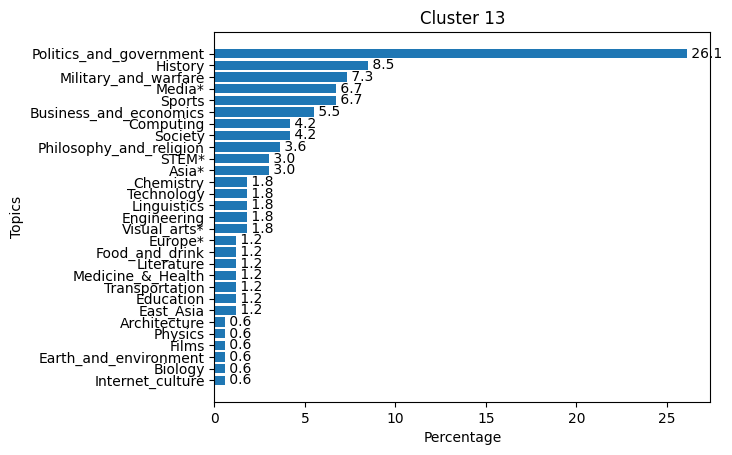 Cluster 13
Topics
Politics_and_government 26.1
History 8.5
Military_and_warfare 7.3
Media* 6.7
Sports 6.7
Business_and_economics 5.5
Computing 4.2
Society 4.2
Philosophy_and_religion 3.6
STEM* 3.0
Asia* 3.0
Chemistry 1.8
Technology 1.8
Linguistics 1.8
Engineering 1.8
Visual_arts* 1.8
Europe* 1.2
Food_and_drink 1.2
Literature 1.2
Medicine_&_Health 1.2
Transportation 1.2
Education 1.2
East_Asia 1.2
Architecture 0.6
Physics 0.6
Films 0.6
Earth_and_environment 0.6
Biology 0.6
Internet_culture 0.6
0 5 10 15 20 25
Percentage